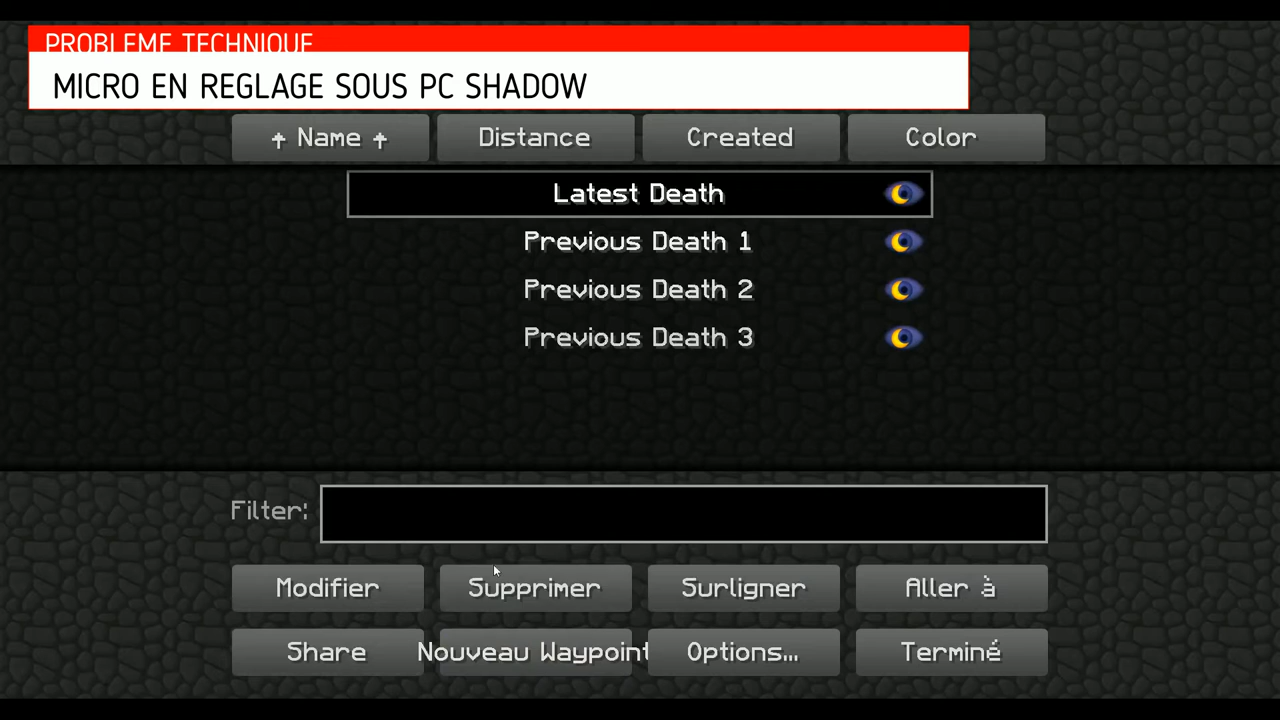 PROBLEME TECHNIQUE
MICRO EN REGLAGE SOUS PC SHADOW
↑ Name ↑
Distance
Created
Color
Latest Death
Previous Death 1
Previous Death 2
Previous Death 3
Filter:
Modifier
Supprimer
Surligner
Aller à
Share
Nouveau Waypoint
Options...
Terminé